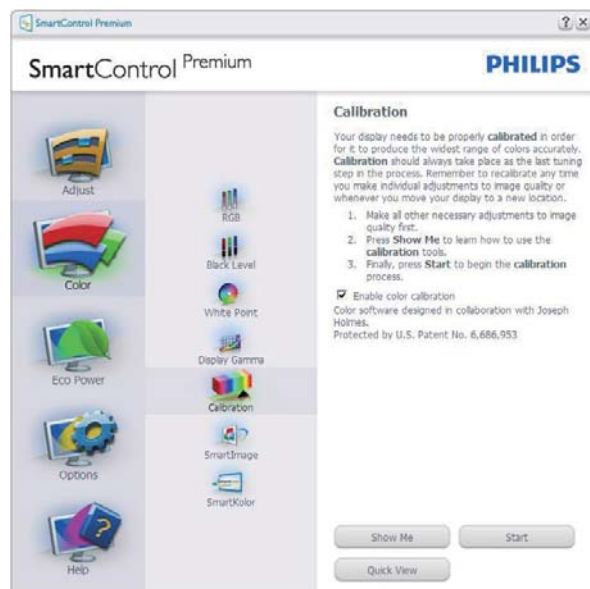 SmartControl Premium
SmartControl Premium
PHILIPS
Adjust
Color
Eco Power
Options
Help
RGB
Black Level
White Point
Display Gamma
Calibration
SmartImage
SmartKolor
Calibration
Your display needs to be properly calibrated in order
for it to produce the widest range of colors accurately.
Calibration should always take place as the last tuning
step in the process. Remember to recalibrate any time
you make individual adjustments to image quality or
whenever you move your display to a new location.
1. Make all other necessary adjustments to image
quality first.
2. Press Show Me to learn how to use the
calibration tools.
3. Finally, press Start to begin the calibration
process.
Enable color calibration
Color software designed in collaboration with Joseph
Holmes.
Protected by U.S. Patent No. 6,686,953
Show Me
Start
Quick View